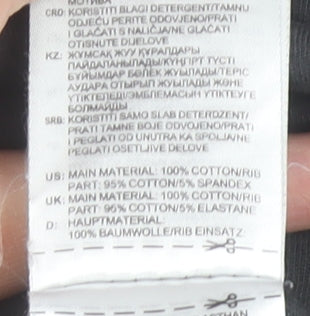 MOTIVA
CRO: KORISTITI BLAGI DETERGENT/TAMNU
ODJEĆU PERITE ODVOJENO/PRATI
I GLAČATI S NALIČJA/NE GLAČATI
OTISNUTE DIJELOVE
KZ: ЖҰМСАҚ ЖУУ ҚҰРАЛДАРЫ
ПАЙДАЛАНЫЛАДЫ/КҮҢГІРТ ТҮСТІ
БҰЙЫМДАР БӨЛЕК ЖУЫЛАДЫ/ТЕРІС
АУДАРА ОТЫРЫП ЖУЫЛАДЫ ЖӘНЕ
ҮТІКТЕЛЕДІ/ЭМБЛЕМАСЫН ҮТІКТЕУГЕ
БОЛМАЙДЫ
SRB: KORISTITI SAMO SLAB DETERDZENT/
PRATI TAMNE BOJE ODVOJENO/PRATI
I PEGLATI OD UNUTRA KA SPOLJA/NE
PEGLATI OSETLJIVE DELOVE
US: MAIN MATERIAL: 100% COTTON/RIB
PART: 95% COTTON/5% SPANDEX
UK: MAIN MATERIAL: 100% COTTON/RIB
PART: 95% COTTON/5% ELASTANE
D: HAUPTMATERIAL:
100% BAUMWOLLE/RIB EINSATZ: